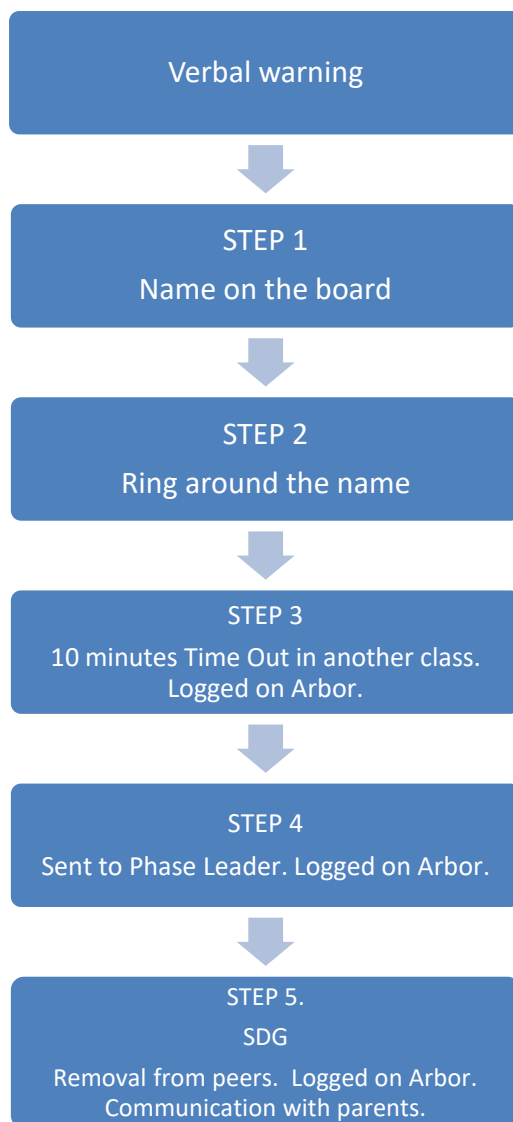 Verbal warning
STEP 1
Name on the board
STEP 2
Ring around the name
STEP 3
10 minutes Time Out in another class.
Logged on Arbor.
STEP 4
Sent to Phase Leader. Logged on Arbor.
STEP 5.
SDG
Removal from peers.  Logged on Arbor.
Communication with parents.